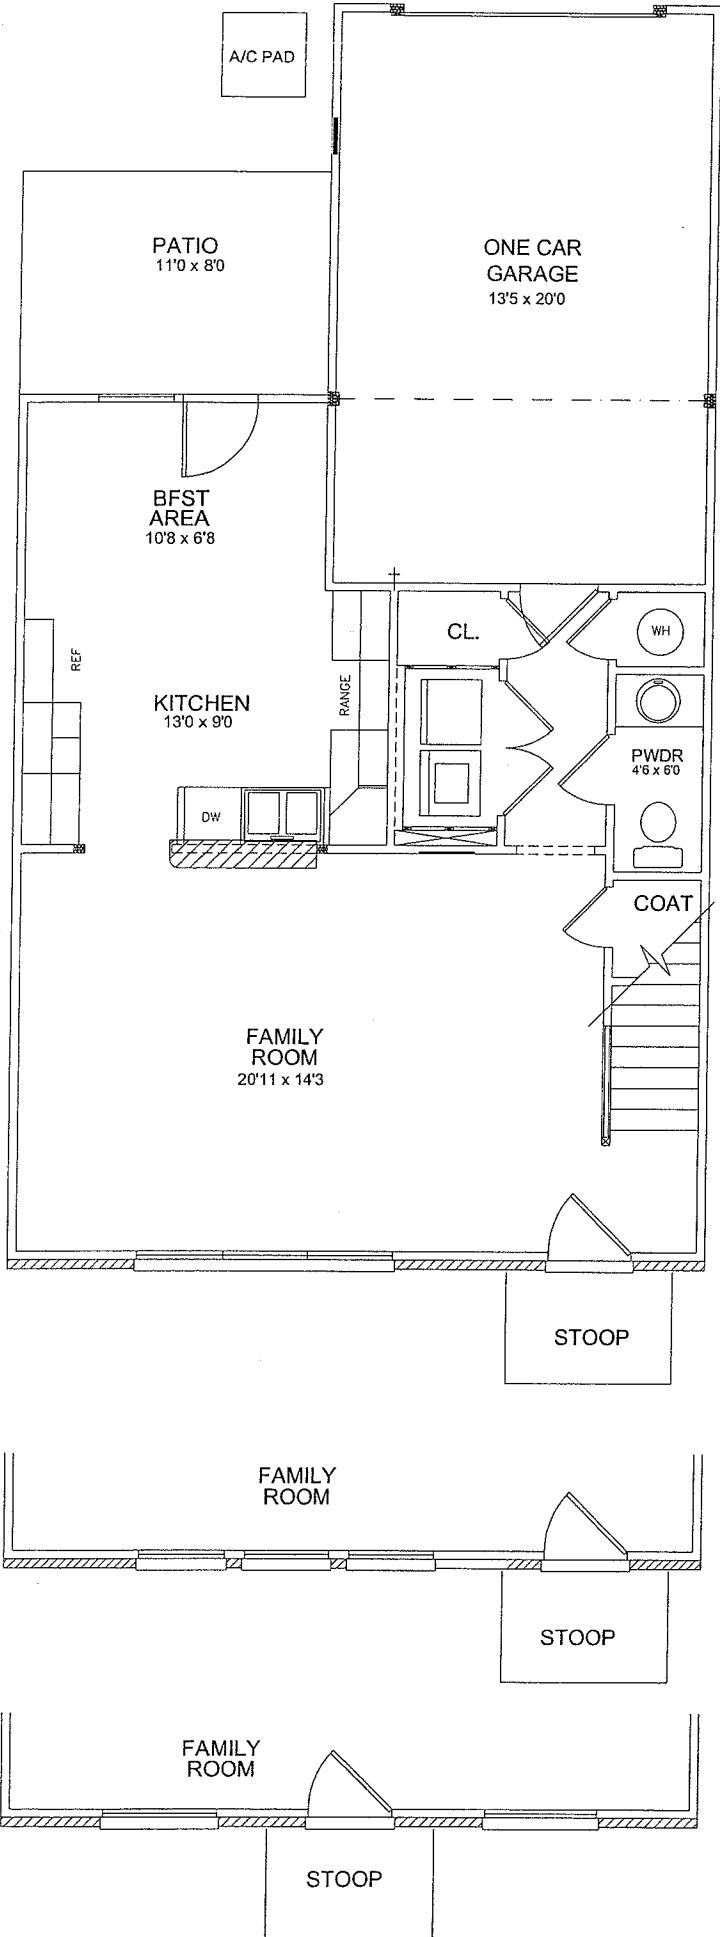 A/C PAD
PATIO
11'0 x 8'0
ONE CAR
GARAGE
13'5 x 20'0
BFST
AREA
10'8 x 6'8
CL.
WH
REF
KITCHEN
13'0 x 9'0
RANGE
PWDR
4'6 x 6'0
DW
COAT
FAMILY
ROOM
20'11 x 14'3
STOOP
FAMILY
ROOM
STOOP
FAMILY
ROOM
STOOP